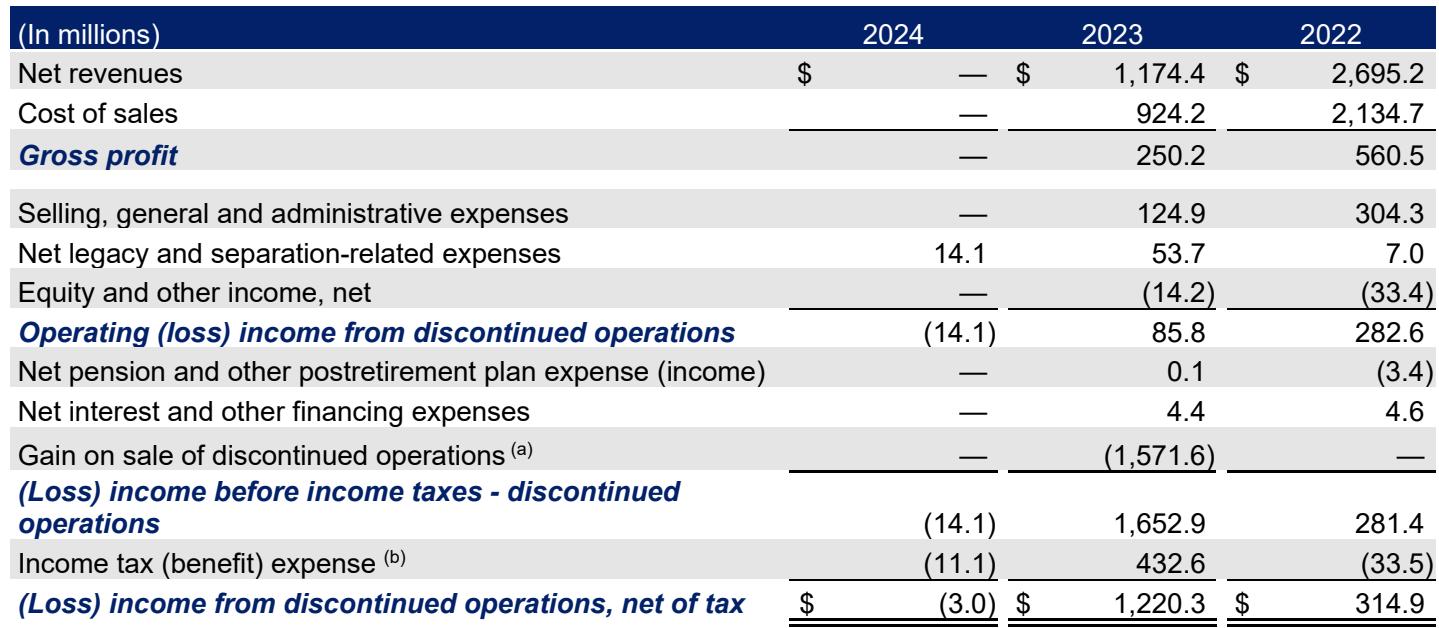 (In millions) 2024 2023 2022
Net revenues $ — $ 1,174.4 $ 2,695.2
Cost of sales — 924.2 2,134.7
Gross profit — 250.2 560.5
Selling, general and administrative expenses — 124.9 304.3
Net legacy and separation-related expenses 14.1 53.7 7.0
Equity and other income, net — (14.2) (33.4)
Operating (loss) income from discontinued operations (14.1) 85.8 282.6
Net pension and other postretirement plan expense (income) — 0.1 (3.4)
Net interest and other financing expenses — 4.4 4.6
Gain on sale of discontinued operations (a) — (1,571.6) —
(Loss) income before income taxes - discontinued
operations (14.1) 1,652.9 281.4
Income tax (benefit) expense (b) (11.1) 432.6 (33.5)
(Loss) income from discontinued operations, net of tax $ (3.0) $ 1,220.3 $ 314.9